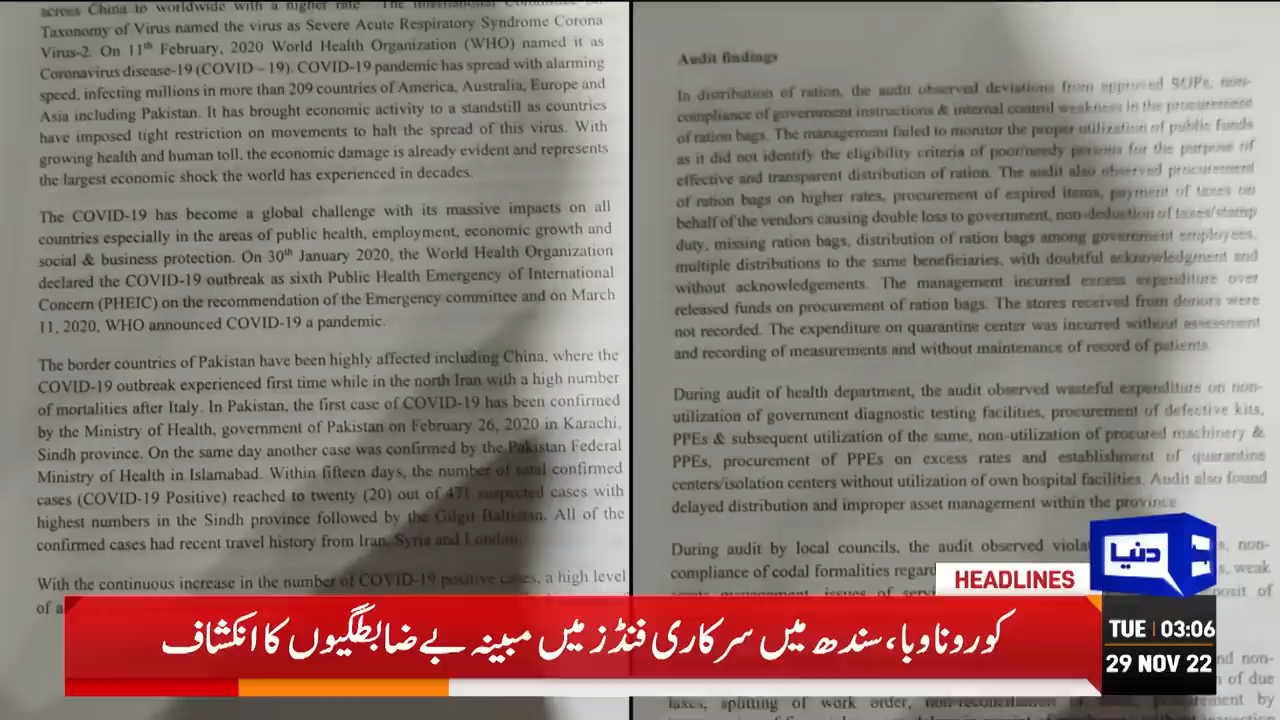 across China to worldwide with a higher rate
Taxonomy of Virus named the virus as Severe Acute Respiratory Syndrome Corona
Virus-2. On 11th February, 2020 World Health Organization (WHO) named it as
Coronavirus disease-19 (COVID – 19). COVID-19 pandemic has spread with alarming
speed, infecting millions in more than 209 countries of America, Australia, Europe and
Asia including Pakistan. It has brought economic activity to a standstill as countries
have imposed tight restriction on movements to halt the spread of this virus. With
growing health and human toll, the economic damage is already evident and represents
the largest economic shock the world has experienced in decades.
The COVID-19 has become a global challenge with its massive impacts on all
countries especially in the areas of public health, employment, economic growth and
social & business protection. On 30th January 2020, the World Health Organization
declared the COVID-19 outbreak as sixth Public Health Emergency of International
Concern (PHEIC) on the recommendation of the Emergency committee and on March
11, 2020, WHO announced COVID-19 a pandemic.
The border countries of Pakistan have been highly affected including China, where the
COVID-19 outbreak experienced first time while in the north Iran with a high number
of mortalities after Italy. In Pakistan, the first case of COVID-19 has been confirmed
by the Ministry of Health, government of Pakistan on February 26, 2020 in Karachi,
Sindh province. On the same day another case was confirmed by the Pakistan Federal
Ministry of Health in Islamabad. Within fifteen days, the number of total confirmed
cases (COVID-19 Positive) reached to twenty (20) out of 471 suspected cases with
highest numbers in the Sindh province followed by the Gilgit Baltistan. All of the
confirmed cases had recent travel history from Iran, Syria and London.
With the continuous increase in the number of COVID-19 positive cases, a high level
of a
Audit findings
In distribution of ration, the audit observed deviations from approved SOPs, non-
compliance of government instructions & internal control weakness in the procurement
of ration bags. The management failed to monitor the proper utilization of public funds
as it did not identify the eligibility criteria of poor/needy persons for the purpose of
effective and transparent distribution of ration. The audit also observed procurement
of ration bags on higher rates, procurement of expired items, payment of taxes on
behalf of the vendors causing double loss to government, non-deduction of taxes/stamp
duty, missing ration bags, distribution of ration bags among government employees,
multiple distributions to the same beneficiaries, with doubtful acknowledgment and
without acknowledgements. The management incurred excess expenditure over
released funds on procurement of ration bags. The stores received from donors were
not recorded. The expenditure on quarantine center was incurred without assessment
and recording of measurements and without maintenance of record of patients.
During audit of health department, the audit observed wasteful expenditure on non-
utilization of government diagnostic testing facilities, procurement of defective kits,
PPEs & subsequent utilization of the same, non-utilization of procured machinery &
PPEs, procurement of PPEs on excess rates and establishment of quarantine
centers/isolation centers without utilization of own hospital facilities. Audit also found
delayed distribution and improper asset management within the province
During audit by local councils, the audit observed non-
compliance of codal formalities weak
issues of
non-
of due
taxes, splitting of work order, by
دنیا
HEADLINES
کورونا وبا، سندھ میں سرکاری فنڈز میں مبینہ بے ضابطگیوں کا انکشاف
TUE 03:06
29 NOV 22